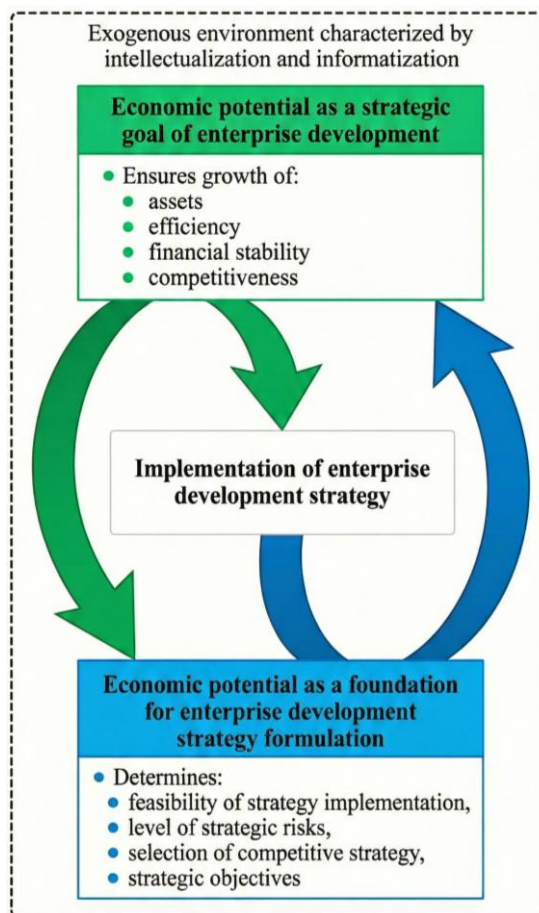 Exogenous environment characterized by
intellectualization and informatization
Economic potential as a strategic
goal of enterprise development
• Ensures growth of:
• assets
• efficiency
• financial stability
• competitiveness
Implementation of enterprise
development strategy
Economic potential as a foundation
for enterprise development
strategy formulation
• Determines:
• feasibility of strategy implementation,
• level of strategic risks,
• selection of competitive strategy,
• strategic objectives